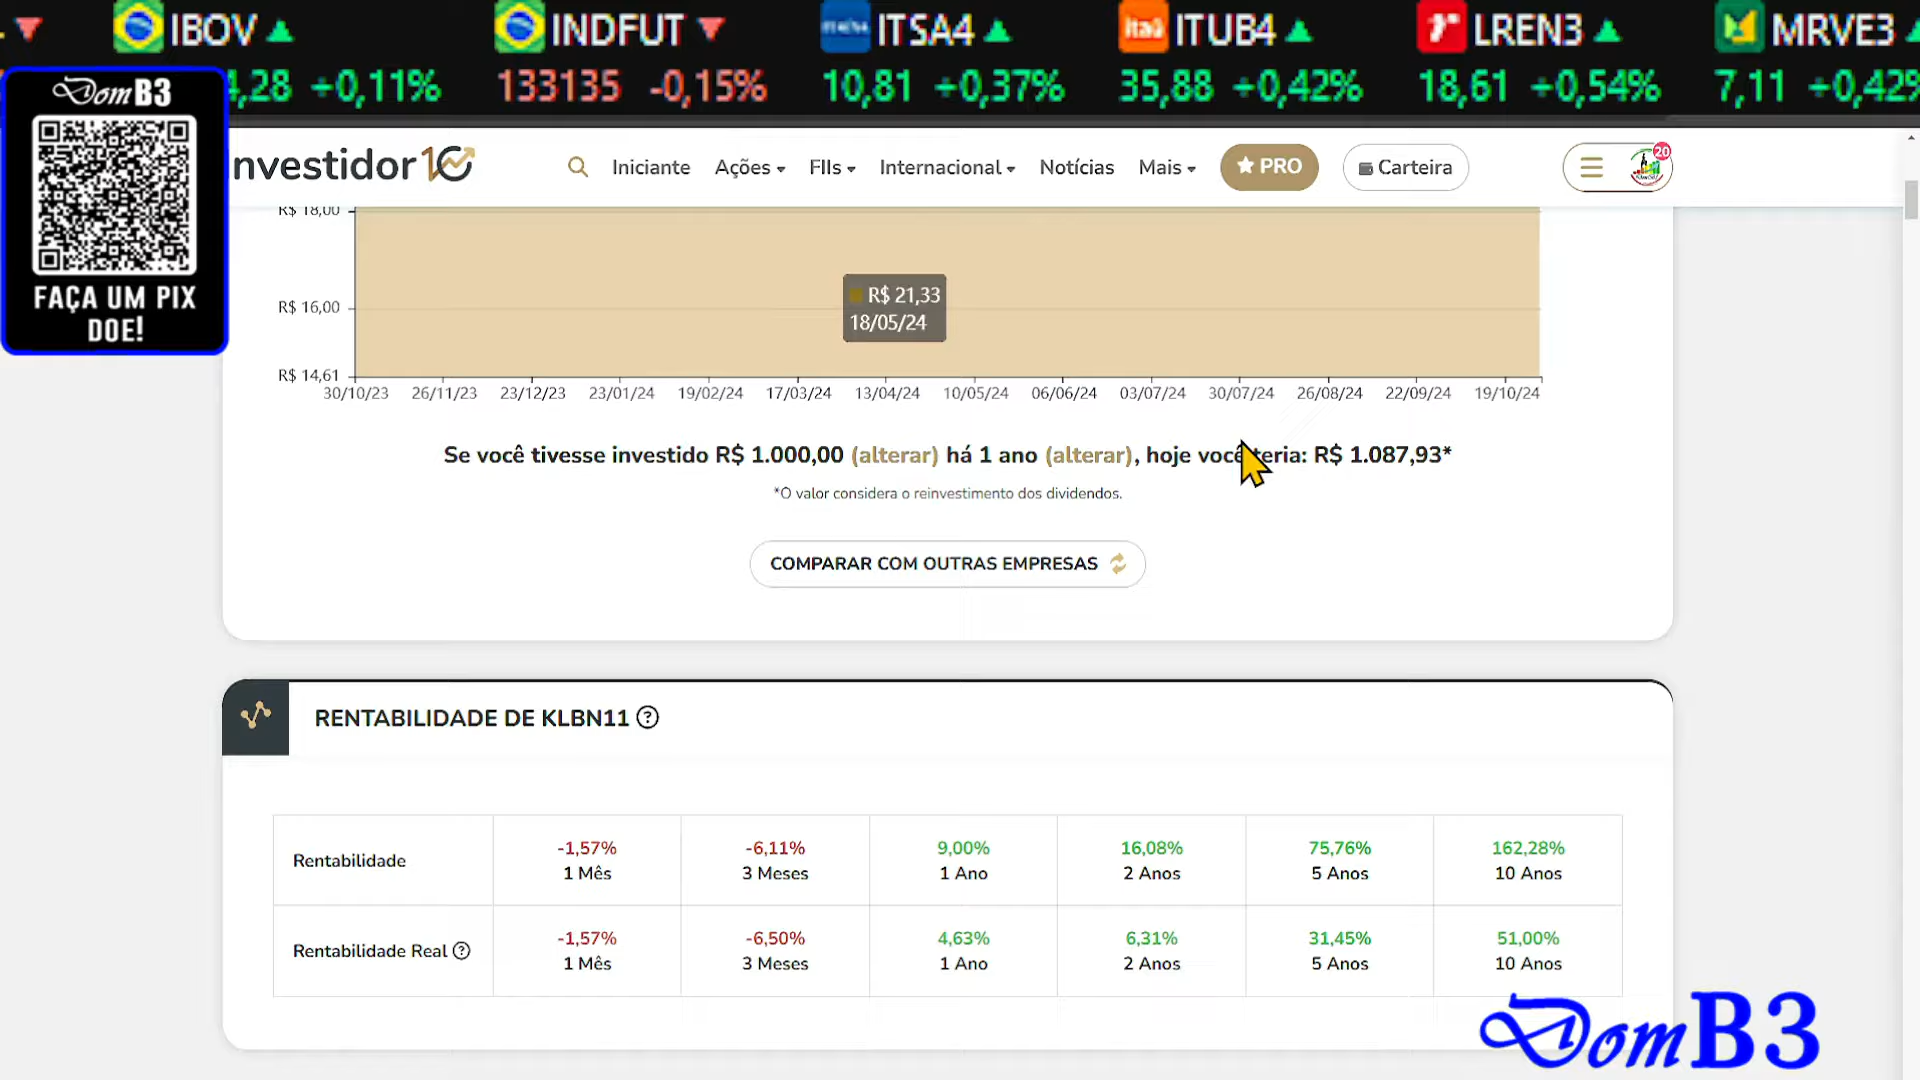 IBOV INDFUT ITSA4 ITUB4 LREN3 MRVE3
4,28 +0,11% 133135 -0,15% 10,81 +0,37% 35,88 +0,42% 18,61 +0,54% 7,11 +0,42%
DomB3
FAÇA UM PIX
DOE!
nvestidor10
Iniciante Ações FIIs Internacional Notícias Mais PRO Carteira
20
R$ 18,00
R$ 16,00
R$ 14,61
R$ 21,33
18/05/24
30/10/23 26/11/23 23/12/23 23/01/24 19/02/24 17/03/24 13/04/24 10/05/24 06/06/24 03/07/24 30/07/24 26/08/24 22/09/24 19/10/24
Se você tivesse investido R$ 1.000,00 (alterar) há 1 ano (alterar), hoje você teria: R$ 1.087,93*
*O valor considera o reinvestimento dos dividendos.
COMPARAR COM OUTRAS EMPRESAS
RENTABILIDADE DE KLBN11 ?
Rentabilidade
-1,57% -6,11% 9,00% 16,08% 75,76% 162,28%
1 Mês 3 Meses 1 Ano 2 Anos 5 Anos 10 Anos
Rentabilidade Real ?
-1,57% -6,50% 4,63% 6,31% 31,45% 51,00%
1 Mês 3 Meses 1 Ano 2 Anos 5 Anos 10 Anos
DomB3